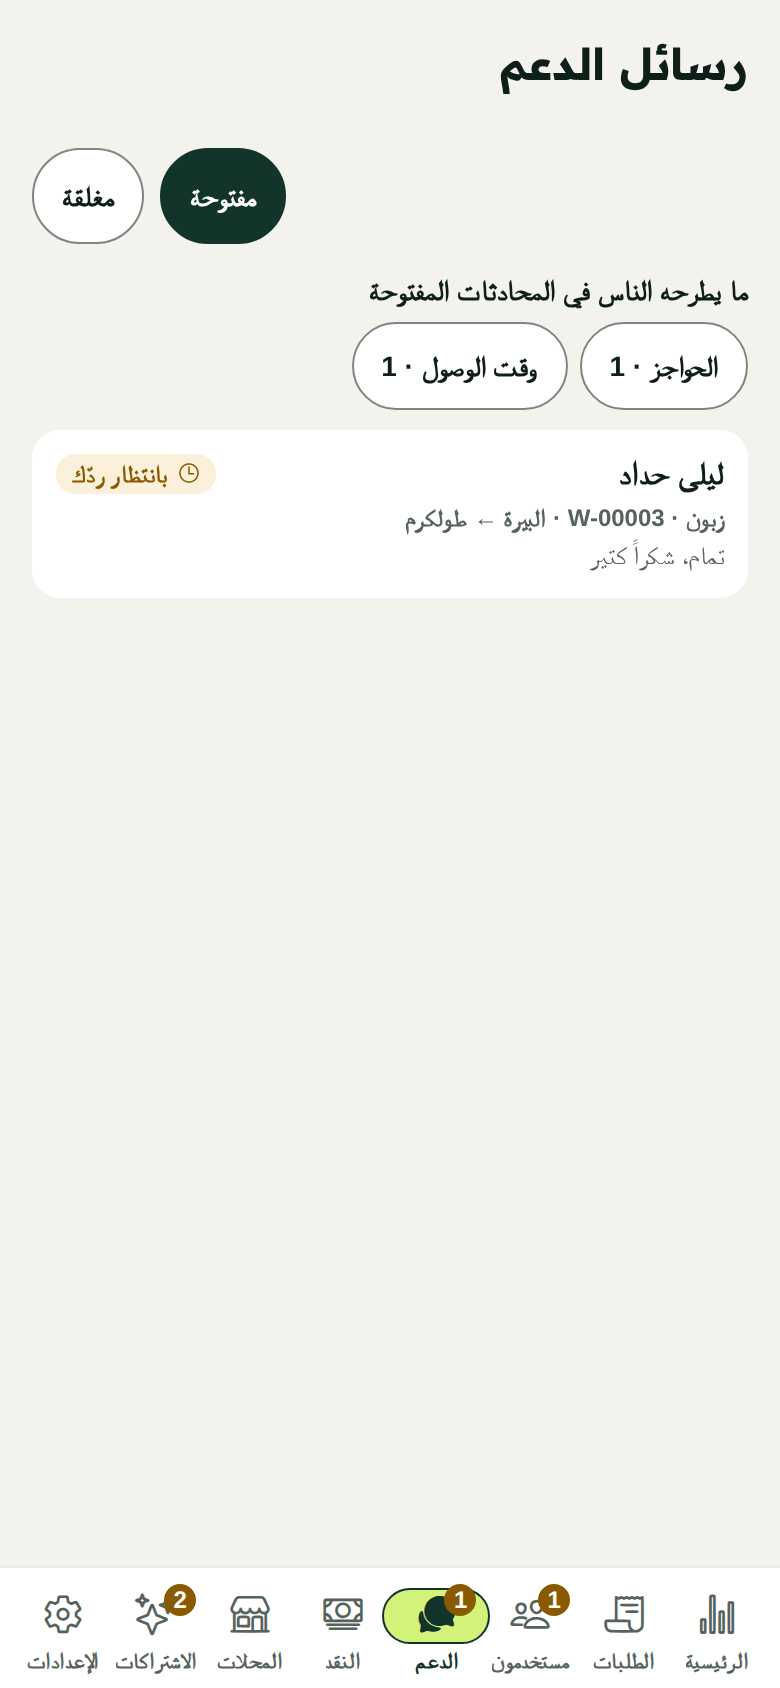 رسائل الدعم
مفتوحة
مغلقة
ما يطرحه الناس في المحادثات المفتوحة
الحواجز · 1
وقت الوصول · 1
ليلى حداد
بانتظار ردّك
زبون · W-00003 · البيرة ← طولكرم
تمام، شكراً كتير
الرئيسية
الطلبات
1
مستخدمون
1
الدعم
النقد
المحلات
2
الاشتراكات
الإعدادات